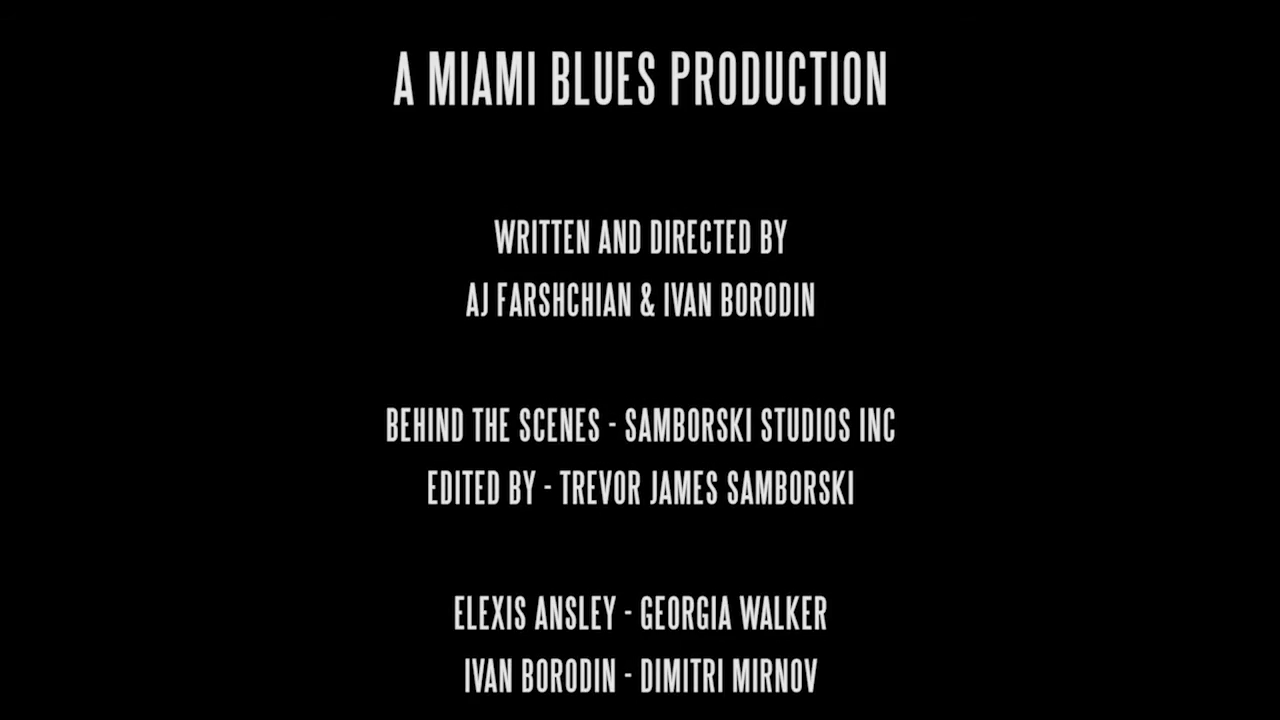 A MIAMI BLUES PRODUCTION
WRITTEN AND DIRECTED BY
AJ FARSHCHIAN & IVAN BORODIN
BEHIND THE SCENES - SAMBORSKI STUDIOS INC
EDITED BY - TREVOR JAMES SAMBORSKI
ELEXIS ANSLEY - GEORGIA WALKER
IVAN BORODIN - DIMITRI MIRNOV